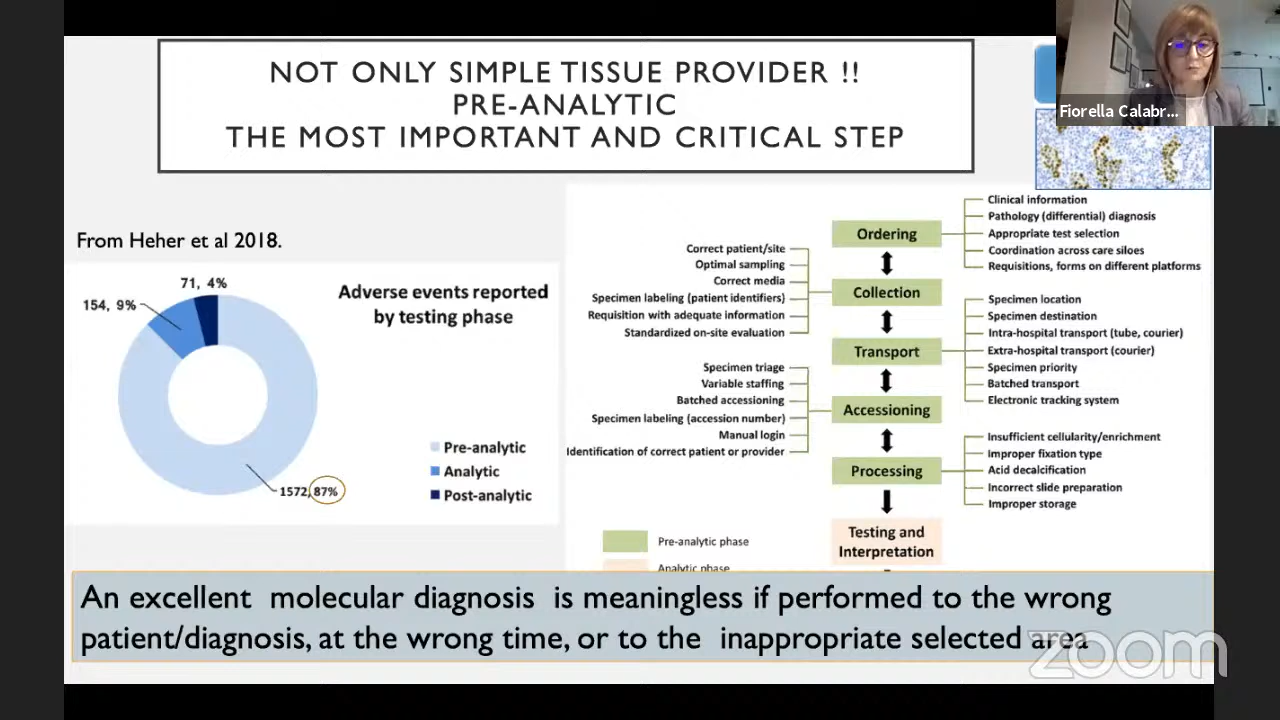 NOT ONLY SIMPLE TISSUE PROVIDER !!
PRE-ANALYTIC
THE MOST IMPORTANT AND CRITICAL STEP
Fiorella Calabr...
From Heher et al 2018.
Adverse events reported
by testing phase
71, 4%
154, 9%
1572, 87%
Pre-analytic
Analytic
Post-analytic
Ordering
Clinical information
Pathology (differential) diagnosis
Appropriate test selection
Coordination across care siloes
Requisitions, forms on different platforms
Correct patient/site
Optimal sampling
Correct media
Specimen labeling (patient identifiers)
Requisition with adequate information
Standardized on-site evaluation
Collection
Transport
Specimen location
Specimen destination
Intra-hospital transport (tube, courier)
Extra-hospital transport (courier)
Specimen priority
Batched transport
Electronic tracking system
Specimen triage
Variable staffing
Batched accessioning
Specimen labeling (accession number)
Manual login
Identification of correct patient or provider
Accessioning
Processing
Insufficient cellularity/enrichment
Improper fixation type
Acid decalcification
Incorrect slide preparation
Improper storage
Testing and
Interpretation
Pre-analytic phase
Analytic phase
An excellent molecular diagnosis is meaningless if performed to the wrong
patient/diagnosis, at the wrong time, or to the inappropriate selected area
zoom